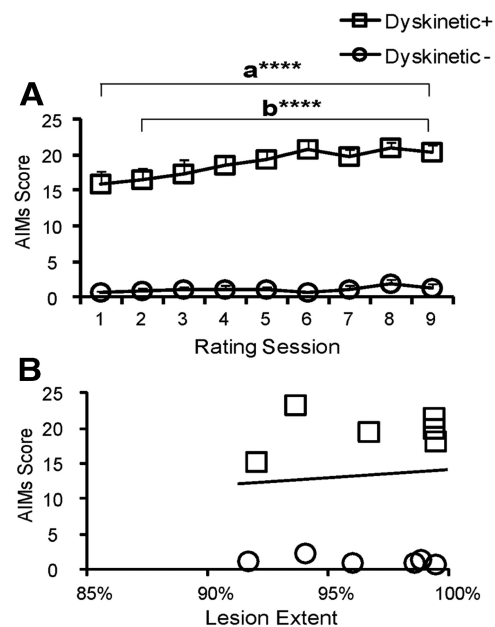 Dyskinetic+
Dyskinetic-
a****
A
b****
25
20
15
10
5
0
AIMs Score
1 2 3 4 5 6 7 8 9
Rating Session
B
25
20
15
10
5
0
AIMs Score
85% 90% 95% 100%
Lesion Extent